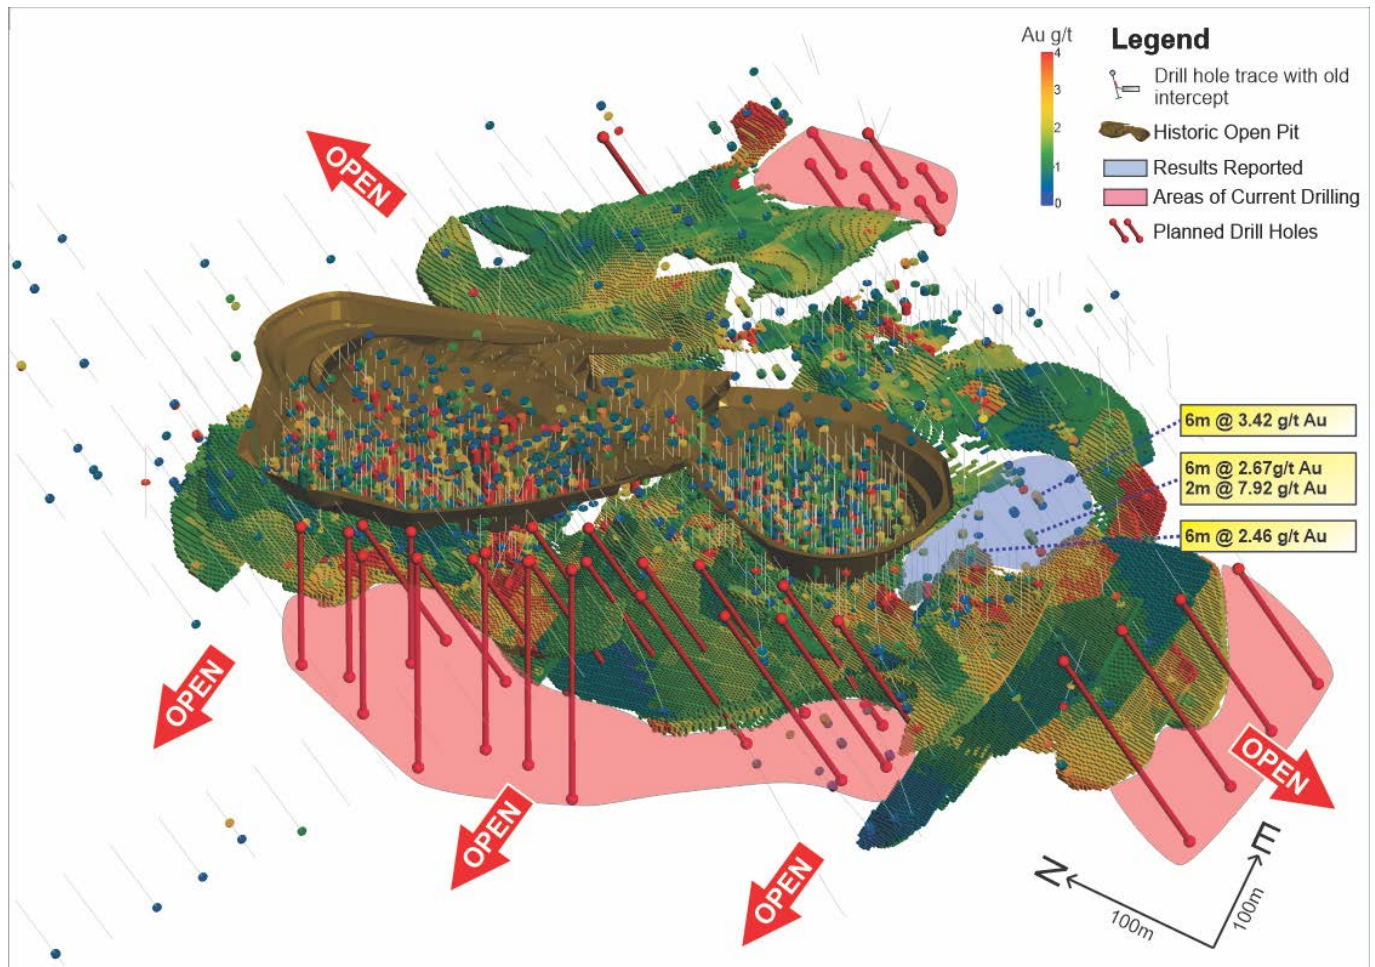 Au g/t
4
3
2
1
0
Legend
Drill hole trace with old
intercept
Historic Open Pit
Results Reported
Areas of Current Drilling
Planned Drill Holes
OPEN
6m @ 3.42 g/t Au
6m @ 2.67g/t Au
2m @ 7.92 g/t Au
6m @ 2.46 g/t Au
OPEN
OPEN
OPEN
OPEN
N
E
100m
100m